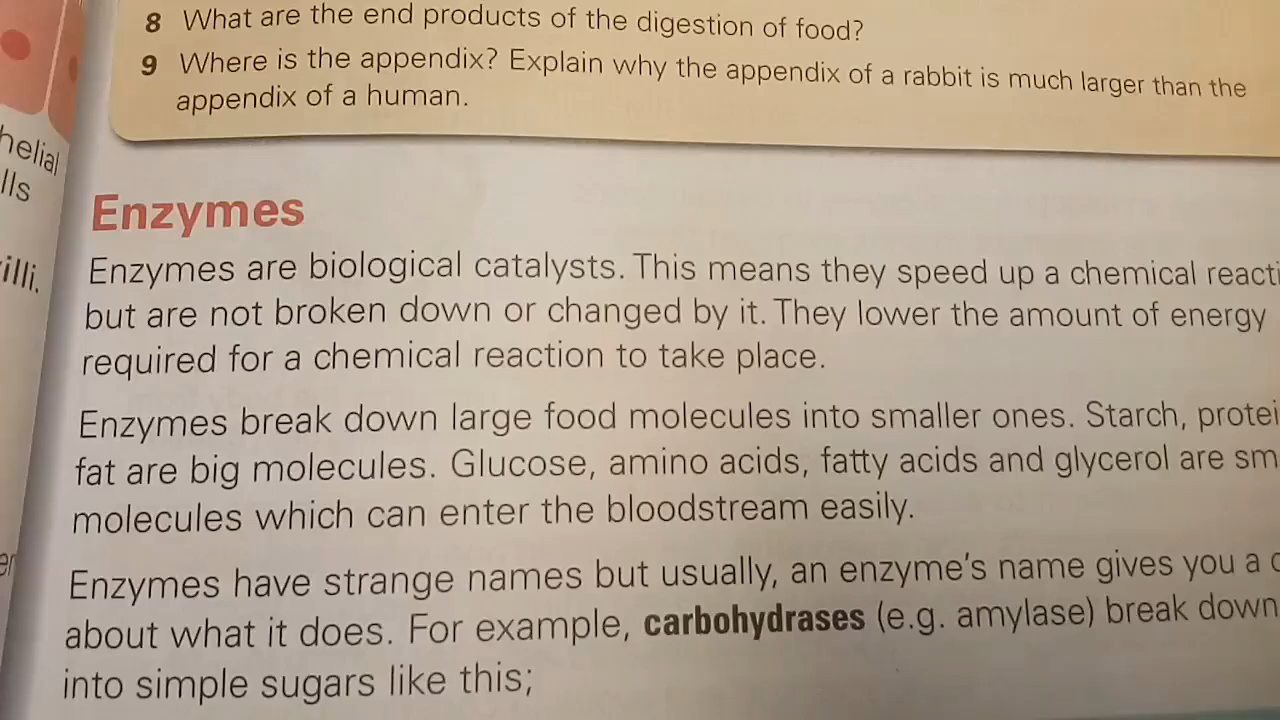 8 What are the end products of the digestion of food?
9 Where is the appendix? Explain why the appendix of a rabbit is much larger than the
appendix of a human.
helial
lls
villi.
Enzymes
Enzymes are biological catalysts. This means they speed up a chemical reacti
but are not broken down or changed by it. They lower the amount of energy
required for a chemical reaction to take place.
Enzymes break down large food molecules into smaller ones. Starch, protei
fat are big molecules. Glucose, amino acids, fatty acids and glycerol are sm
molecules which can enter the bloodstream easily.
Enzymes have strange names but usually, an enzyme's name gives you a
about what it does. For example, carbohydrases (e.g. amylase) break down
into simple sugars like this;